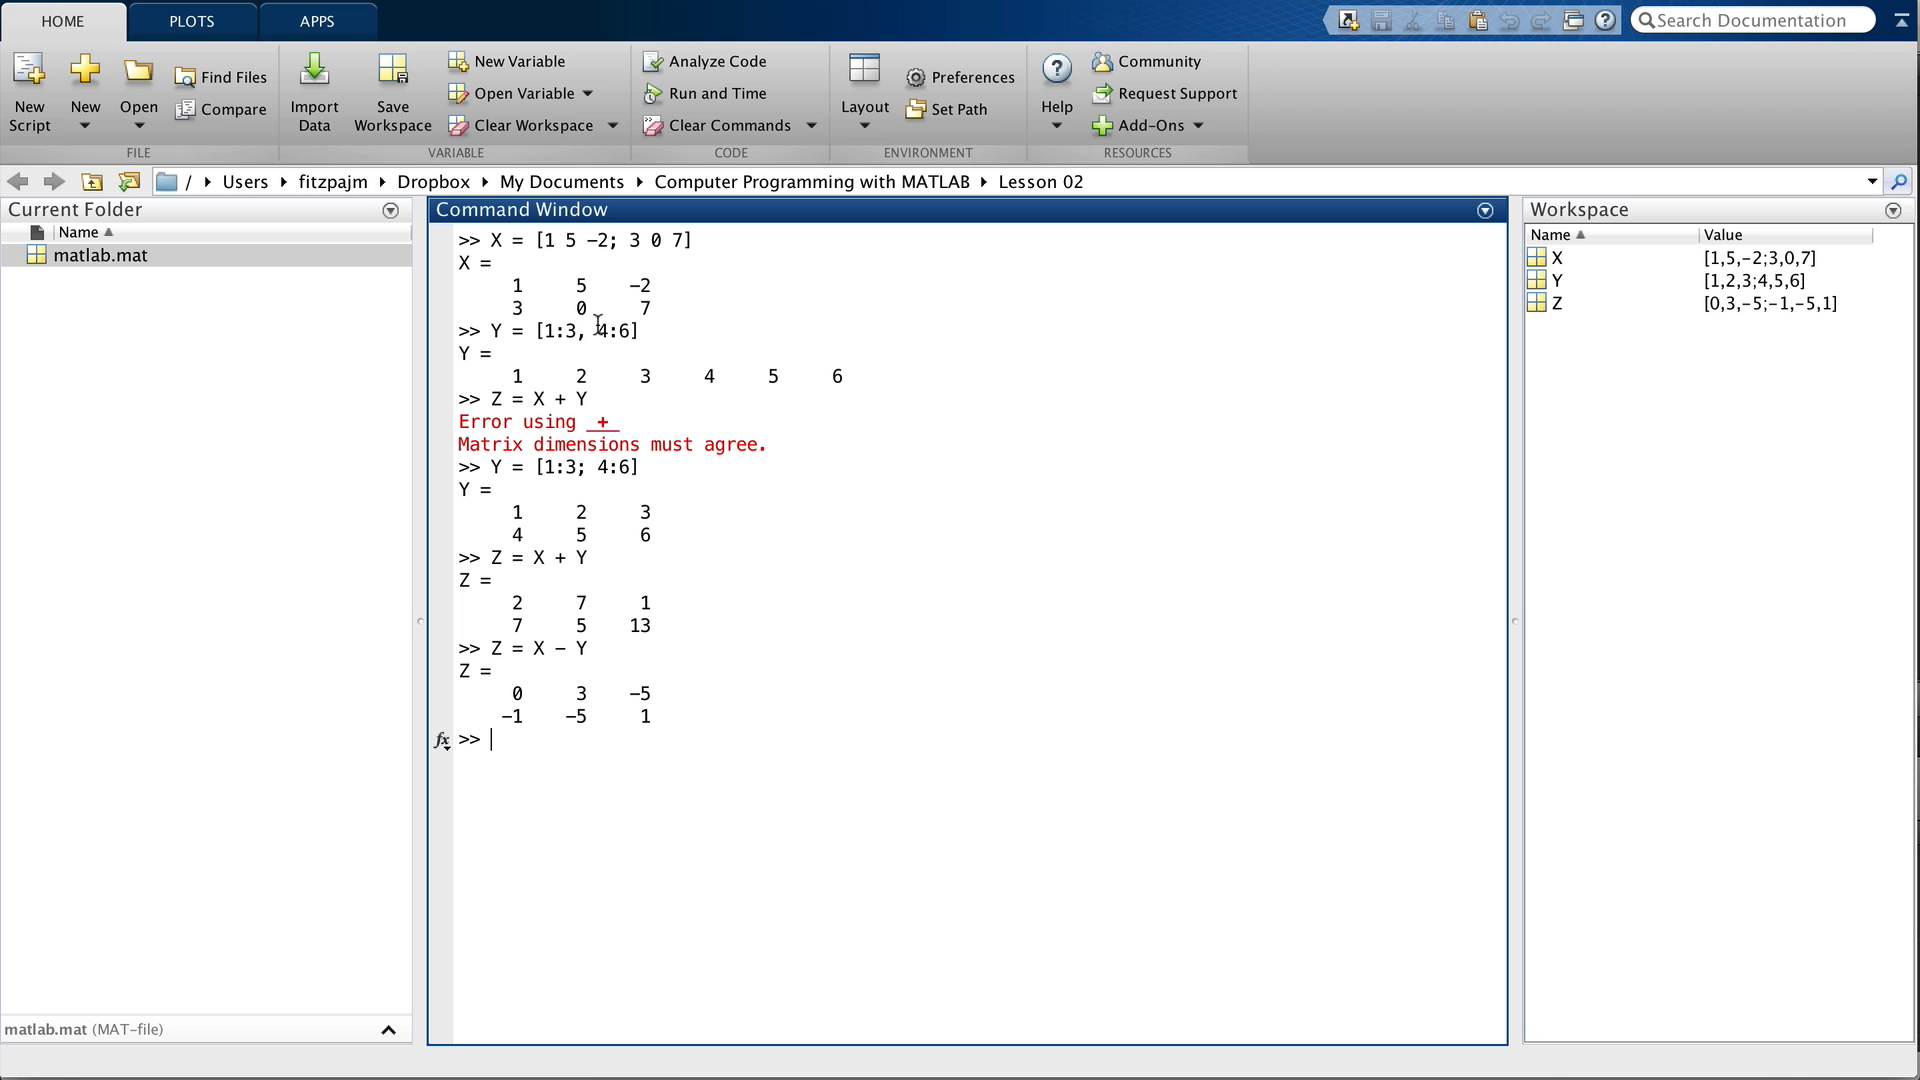 HOME PLOTS APPS Search Documentation
New Script
New
Open
Find Files
Compare
FILE
Import Data
Save Workspace
New Variable
Open Variable
Clear Workspace
VARIABLE
Analyze Code
Run and Time
Clear Commands
CODE
Layout
Preferences
Set Path
ENVIRONMENT
Help
Community
Request Support
Add-Ons
RESOURCES
/ Users fitzpajm Dropbox My Documents Computer Programming with MATLAB Lesson 02
Current Folder
Name
matlab.mat
matlab.mat (MAT-file)
Command Window
>> X = [1 5 −2; 3 0 7]
X =
1 5 −2
3 0 7
>> Y = [1:3, 4:6]
Y =
1 2 3 4 5 6
>> Z = X + Y
Error using +
Matrix dimensions must agree.
>> Y = [1:3; 4:6]
Y =
1 2 3
4 5 6
>> Z = X + Y
Z =
2 7 1
7 5 13
>> Z = X − Y
Z =
0 3 −5
−1 −5 1
fx >>
Workspace
Name Value
X [1,5,−2;3,0,7]
Y [1,2,3;4,5,6]
Z [0,3,−5;−1,−5,1]